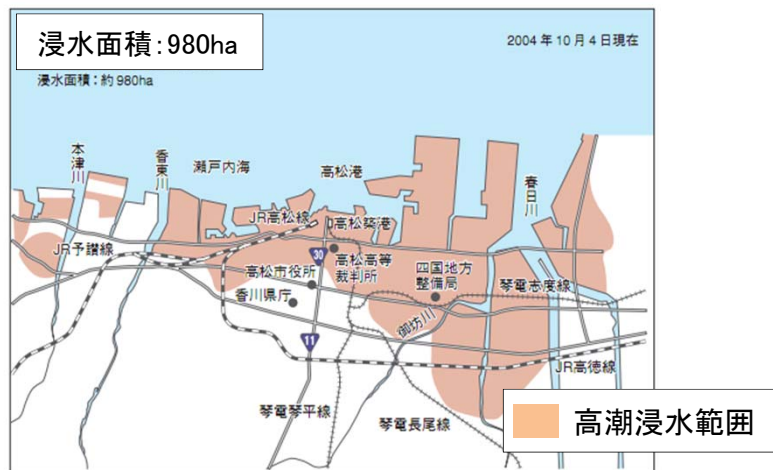 浸水面積:980ha
2004年10月4日現在
浸水面積:約980ha
本津川
香東川
瀬戸内海
高松港
春日川
JR高松線
高松築港
JR予讃線
30
高松高等
裁判所
高松市役所
四国地方
整備局
琴電志度線
香川県庁
御坊川
11
JR高徳線
琴電琴平線
琴電長尾線
高潮浸水範囲